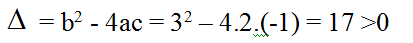 Δ = b² - 4ac = 3² – 4.2.(-1) = 17 >0